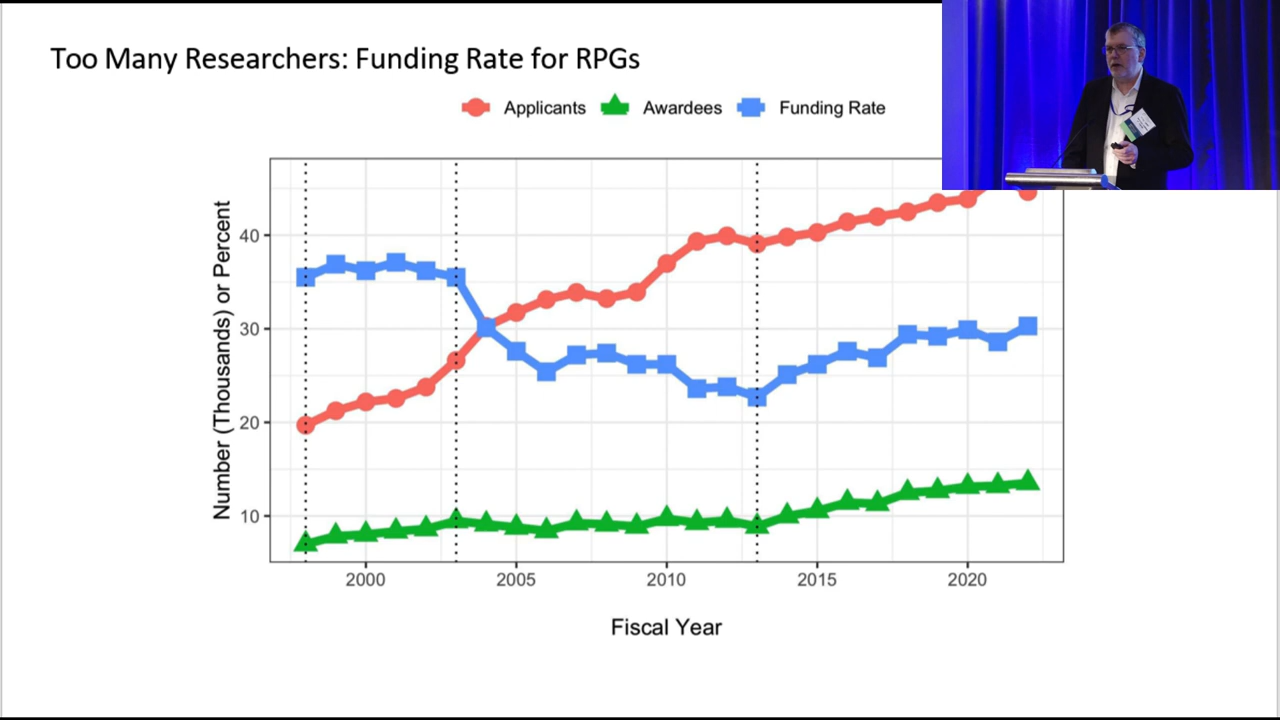 Too Many Researchers: Funding Rate for RPGs
Applicants Awardees Funding Rate
Number (Thousands) or Percent
40
30
20
10
2000 2005 2010 2015 2020
Fiscal Year